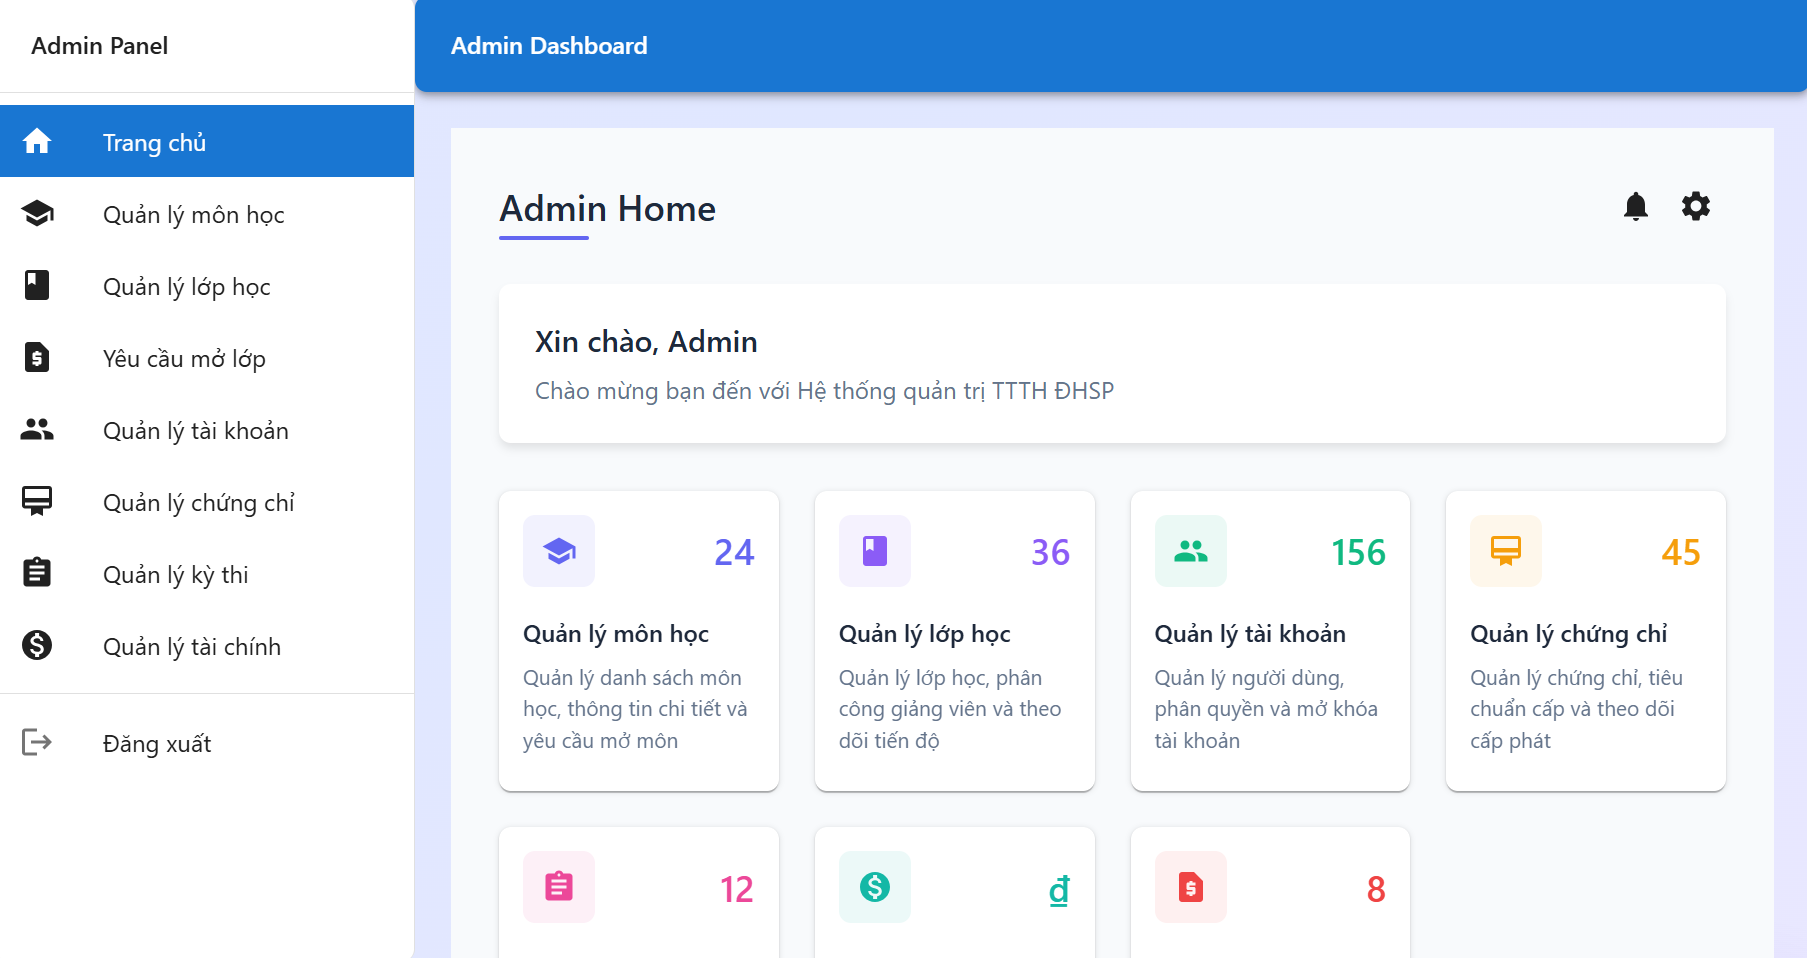 Admin Panel
Trang chủ
Quản lý môn học
Quản lý lớp học
Yêu cầu mở lớp
Quản lý tài khoản
Quản lý chứng chỉ
Quản lý kỳ thi
Quản lý tài chính
Đăng xuất
Admin Dashboard
Admin Home
Xin chào, Admin
Chào mừng bạn đến với Hệ thống quản trị TTTH ĐHSP
24
Quản lý môn học
Quản lý danh sách môn
học, thông tin chi tiết và
yêu cầu mở môn
36
Quản lý lớp học
Quản lý lớp học, phân
công giảng viên và theo
dõi tiến độ
156
Quản lý tài khoản
Quản lý người dùng,
phân quyền và mở khóa
tài khoản
45
Quản lý chứng chỉ
Quản lý chứng chỉ, tiêu
chuẩn cấp và theo dõi
cấp phát
12
₫
8